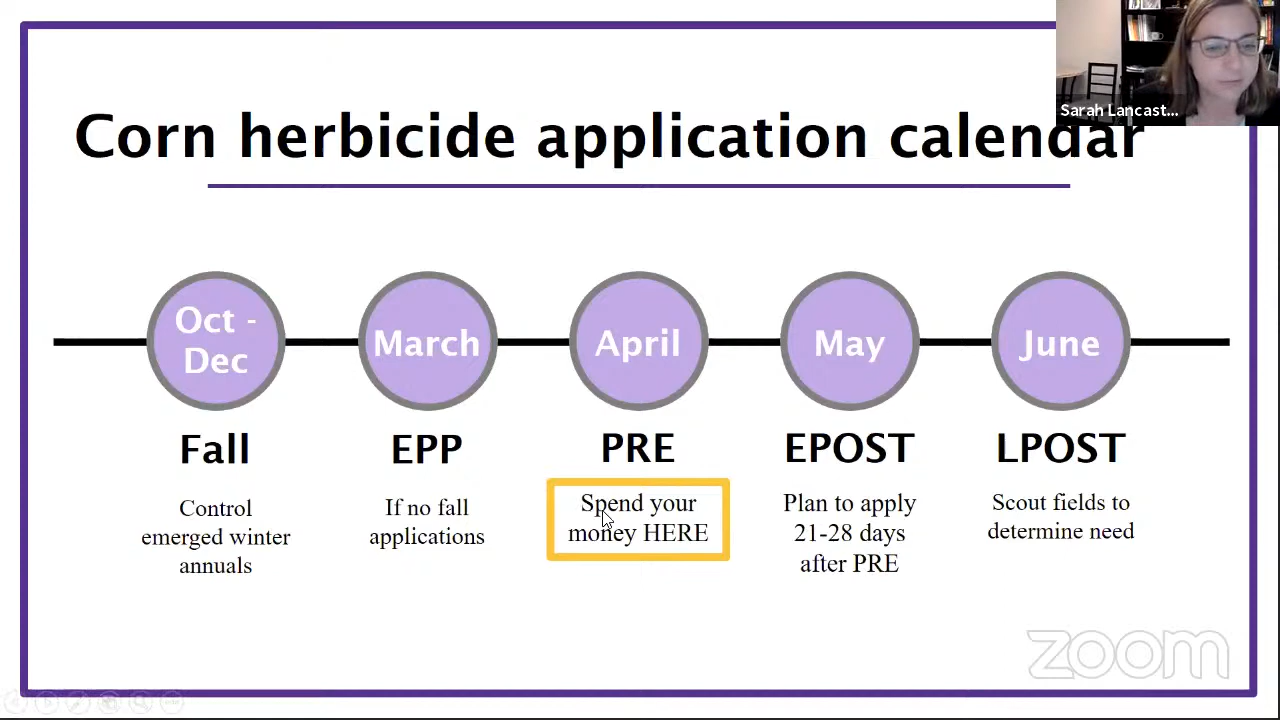 Sarah Lancast...
Corn herbicide application calendar
Oct -
Dec
March
April
May
June
Fall
EPP
PRE
EPOST
LPOST
Control
emerged winter
annuals
If no fall
applications
Spend your
money HERE
Plan to apply
21-28 days
after PRE
Scout fields to
determine need
zoom